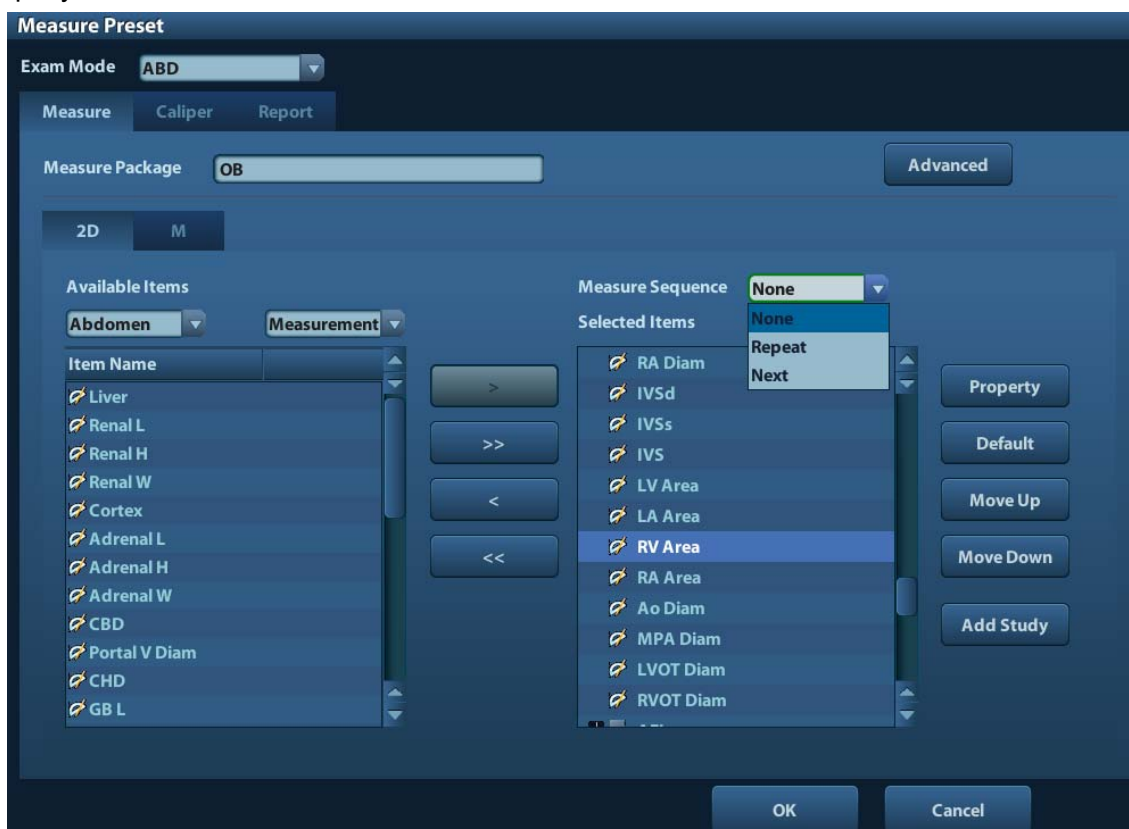 Measure Preset
Exam Mode ABD
Measure Caliper Report
Measure Package OB Advanced
2D M
Available Items
Abdomen Measurement
Item Name
Liver
Renal L
Renal H
Renal W
Cortex
Adrenal L
Adrenal H
Adrenal W
CBD
Portal V Diam
CHD
GB L
>
>>
<
<<
Measure Sequence None
None
Repeat
Next
Selected Items
RA Diam
IVSd
IVSs
IVS
LV Area
LA Area
RV Area
RA Area
Ao Diam
MPA Diam
LVOT Diam
RVOT Diam
Property
Default
Move Up
Move Down
Add Study
OK Cancel